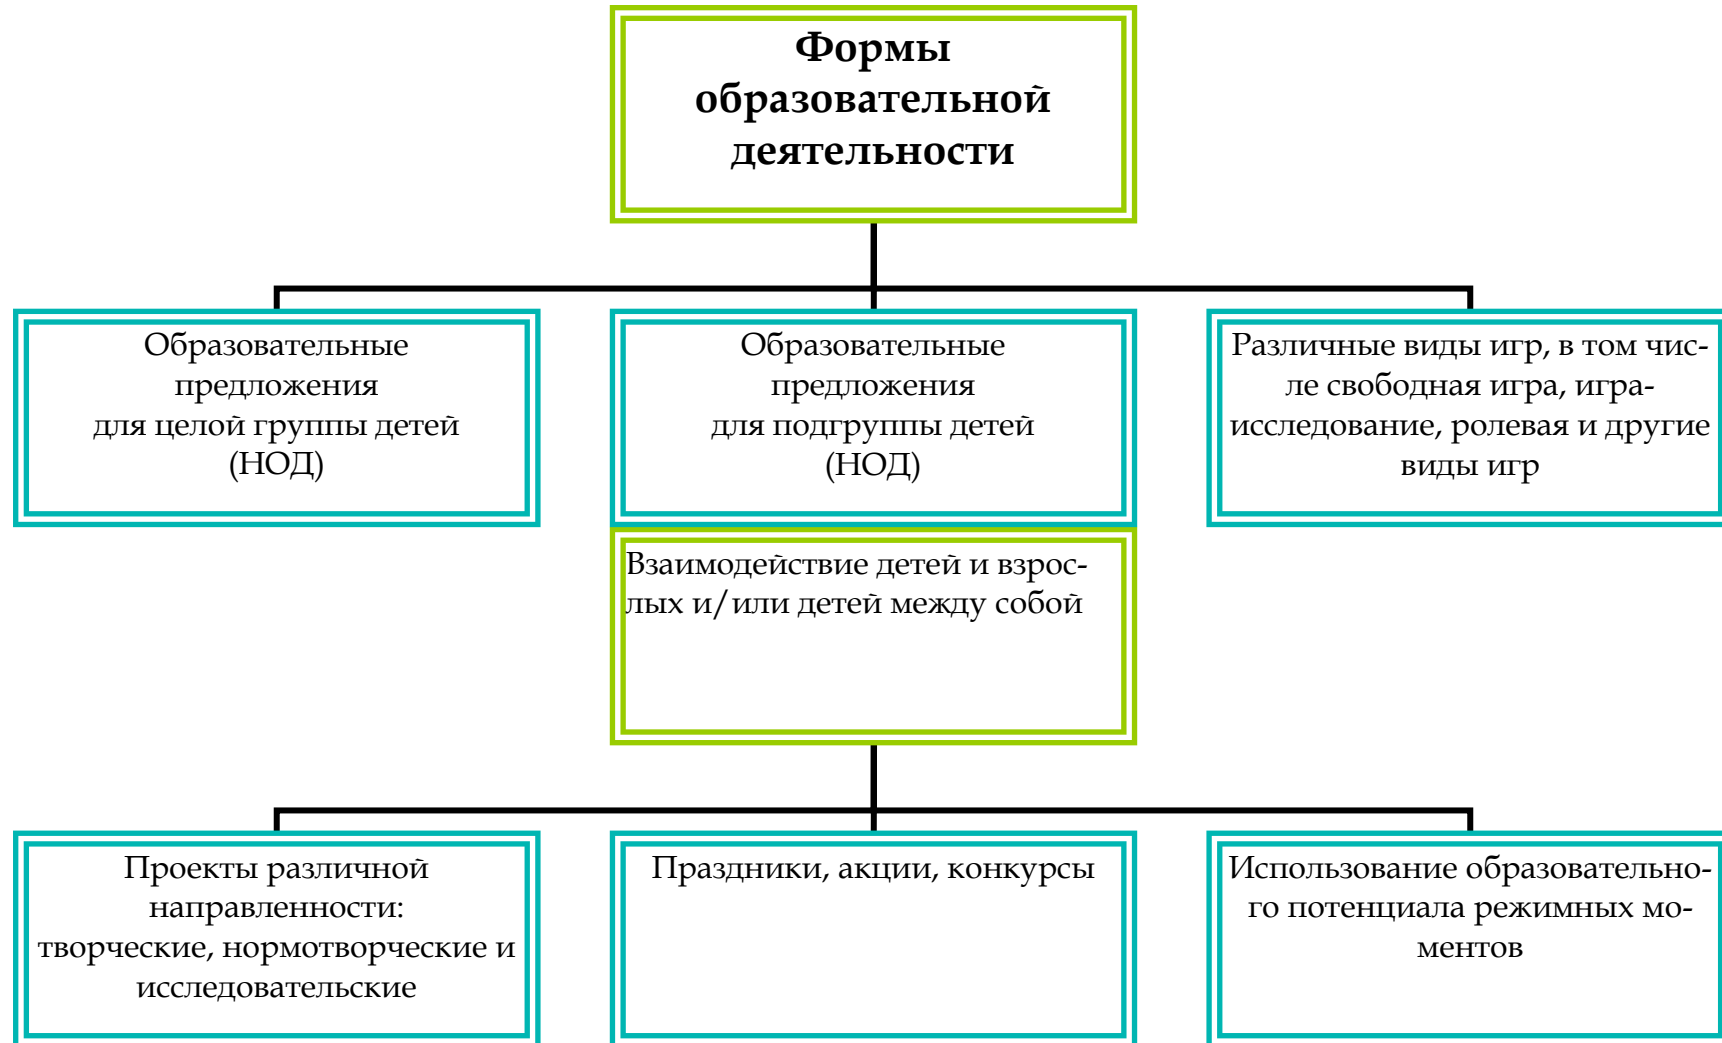 Формы
образовательной
деятельности
Образовательные
предложения
для целой группы детей
(НОД)
Образовательные
предложения
для подгруппы детей
(НОД)
Различные виды игр, в том чис-
ле свободная игра, игра-
исследование, ролевая и другие
виды игр
Взаимодействие детей и взрос-
лых и/или детей между собой
Проекты различной
направленности:
творческие, нормотворческие и
исследовательские
Праздники, акции, конкурсы
Использование образовательно-
го потенциала режимных мо-
ментов